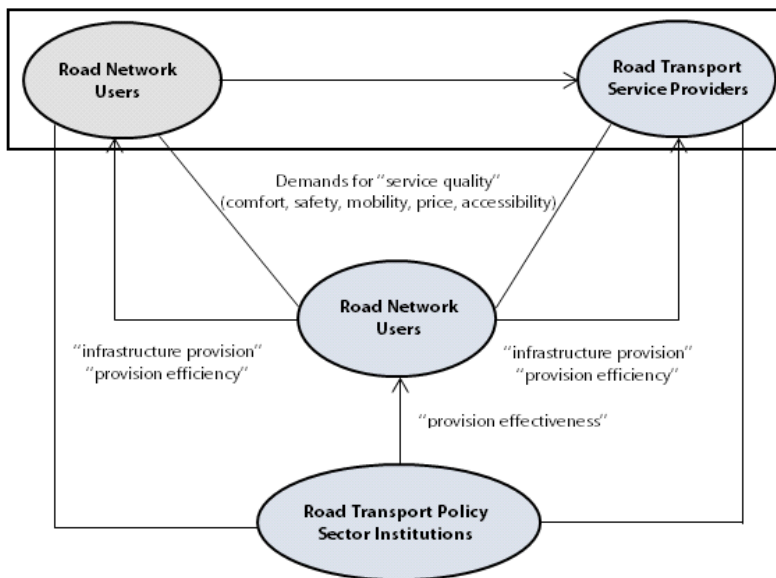 Road Network
Users
Road Transport
Service Providers
Demands for “service quality”
(comfort, safety, mobility, price, accessibility)
Road Network
Users
“infrastructure provision”
“provision efficiency”
“infrastructure provision”
“provision efficiency”
“provision effectiveness”
Road Transport Policy
Sector Institutions